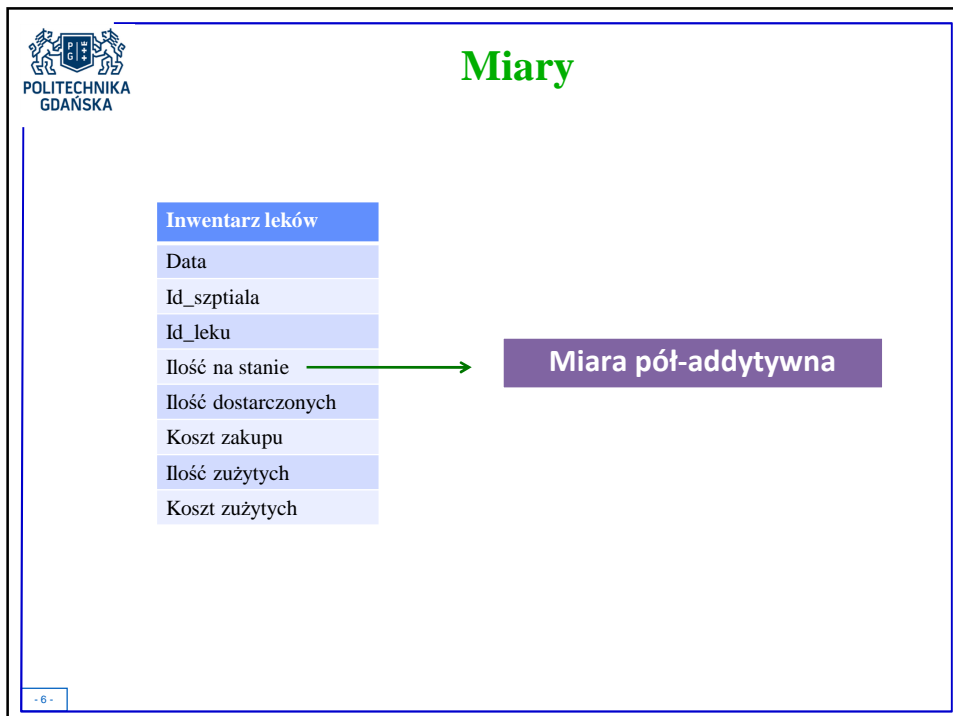 P G
POLITECHNIKA
GDAŃSKA
Miary
Inwentarz leków
Data
Id_szptiala
Id_leku
Ilość na stanie
Miara pół-addytywna
Ilość dostarczonych
Koszt zakupu
Ilość zużytych
Koszt zużytych
- 6 -